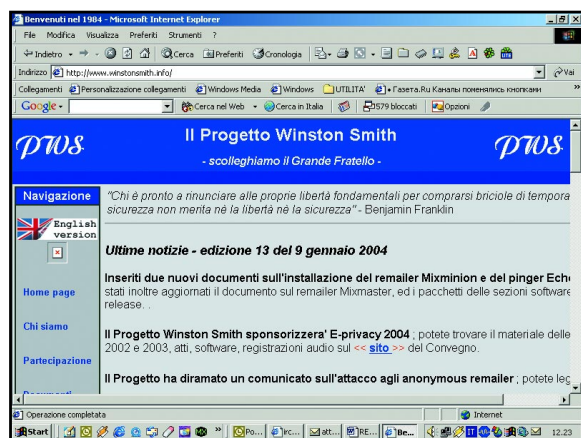 Benvenuti nel 1984 - Microsoft Internet Explorer
File Modifica Visualizza Preferiti Strumenti ?
Indietro Cerca Preferiti Cronologia
Indirizzo http://www.winstonsmith.info/ Vai
Collegamenti Personalizzazione collegamenti Windows Media Windows UTILITA' Газета.Ru Каналы поменялись кнопками »
Google Cerca nel Web Cerca in Italia 579 bloccati Opzioni
PWS
Il Progetto Winston Smith
- scolleghiamo il Grande Fratello -
PWS
Navigazione
English
version
Home page
Chi siamo
Partecipazione
Documenti
"Chi è pronto a rinunciare alle proprie libertà fondamentali per comprarsi briciole di tempora
sicurezza non merita né la libertà né la sicurezza" - Benjamin Franklin
Ultime notizie - edizione 13 del 9 gennaio 2004
Inseriti due nuovi documenti sull'installazione del remailer Mixminion e del pinger Echo
stati inoltre aggiornati il documento sul remailer Mixmaster, ed i pacchetti delle sezioni software
release. .
Il Progetto Winston Smith sponsorizzera' E-privacy 2004 ; potete trovare il materiale delle
2002 e 2003, atti, software, registrazioni audio sul << sito >> del Convegno.
Il Progetto ha diramato un comunicato sull'attacco agli anonymous remailer ; potete leg
Operazione completata Internet
Start » Po... irc... att... RE... Be... IT 12.23